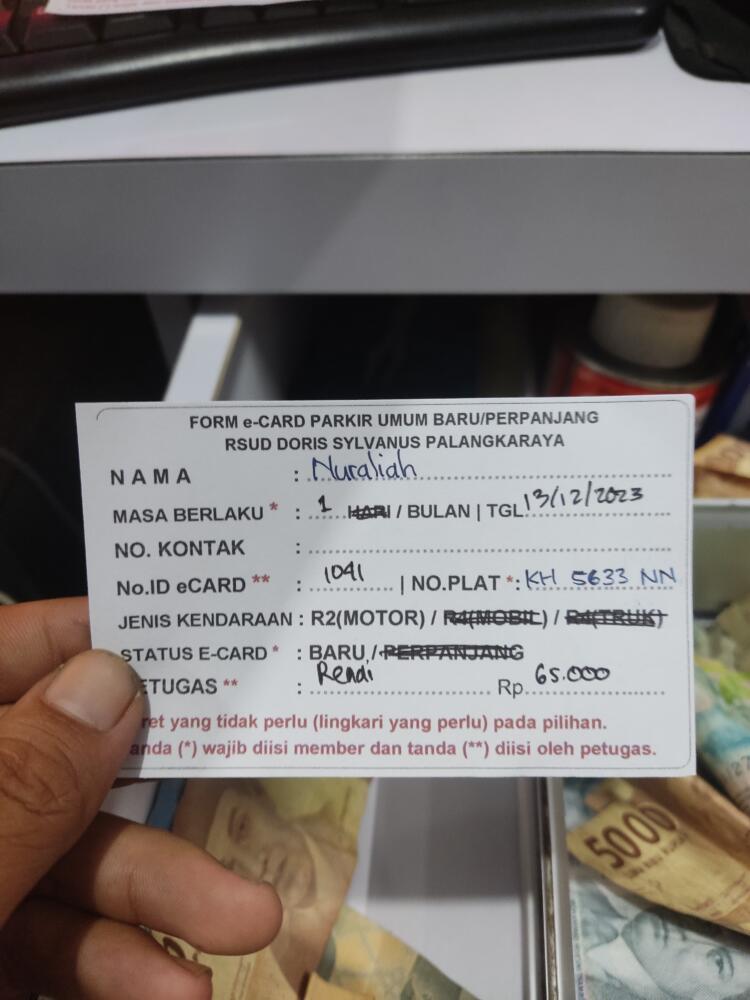 FORM e-CARD PARKIR UMUM BARU/PERPANJANG
RSUD DORIS SYLVANUS PALANGKARAYA
NAMA : Nuraliah
MASA BERLAKU * : 1 HARI / BULAN | TGL 13/12/2023
NO. KONTAK :
No.ID eCARD ** : 1041 | NO.PLAT *: KH 5633 NN
JENIS KENDARAAN : R2(MOTOR) / R4(MOBIL) / R4(TRUK)
STATUS E-CARD * : BARU / PERPANJANG
ETUGAS ** : Rendi Rp 65.000
ret yang tidak perlu (lingkari yang perlu) pada pilihan.
anda (*) wajib diisi member dan tanda (**) diisi oleh petugas.
5000